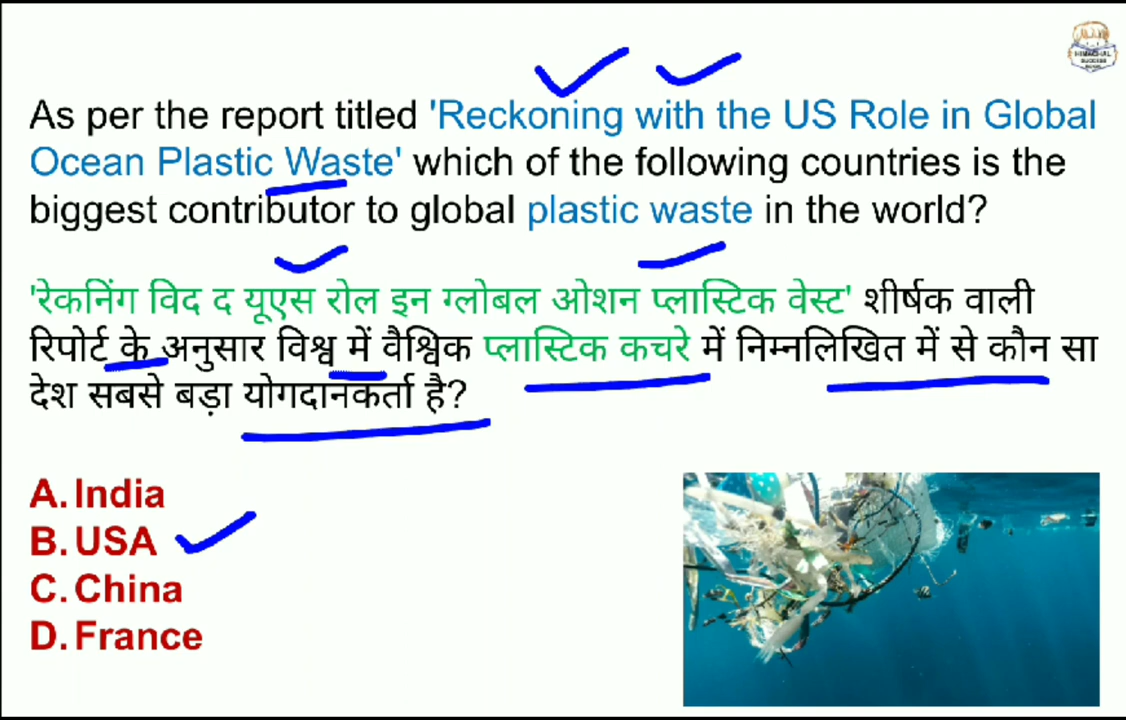 HIMACHAL
SUCCESS
As per the report titled 'Reckoning with the US Role in Global
Ocean Plastic Waste' which of the following countries is the
biggest contributor to global plastic waste in the world?
'रेकनिंग विद द यूएस रोल इन ग्लोबल ओशन प्लास्टिक वेस्ट' शीर्षक वाली
रिपोर्ट के अनुसार विश्व में वैश्विक प्लास्टिक कचरे में निम्नलिखित में से कौन सा
देश सबसे बड़ा योगदानकर्ता है?
A. India
B. USA
C. China
D. France